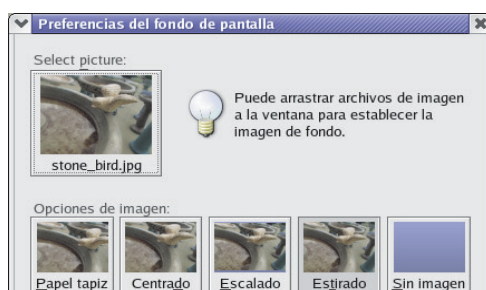 Preferencias del fondo de pantalla
Select picture:
stone_bird.jpg
Puede arrastrar archivos de imagen
a la ventana para establecer la
imagen de fondo.
Opciones de imagen:
Papel tapiz
Centrado
Escalado
Estirado
Sin imagen